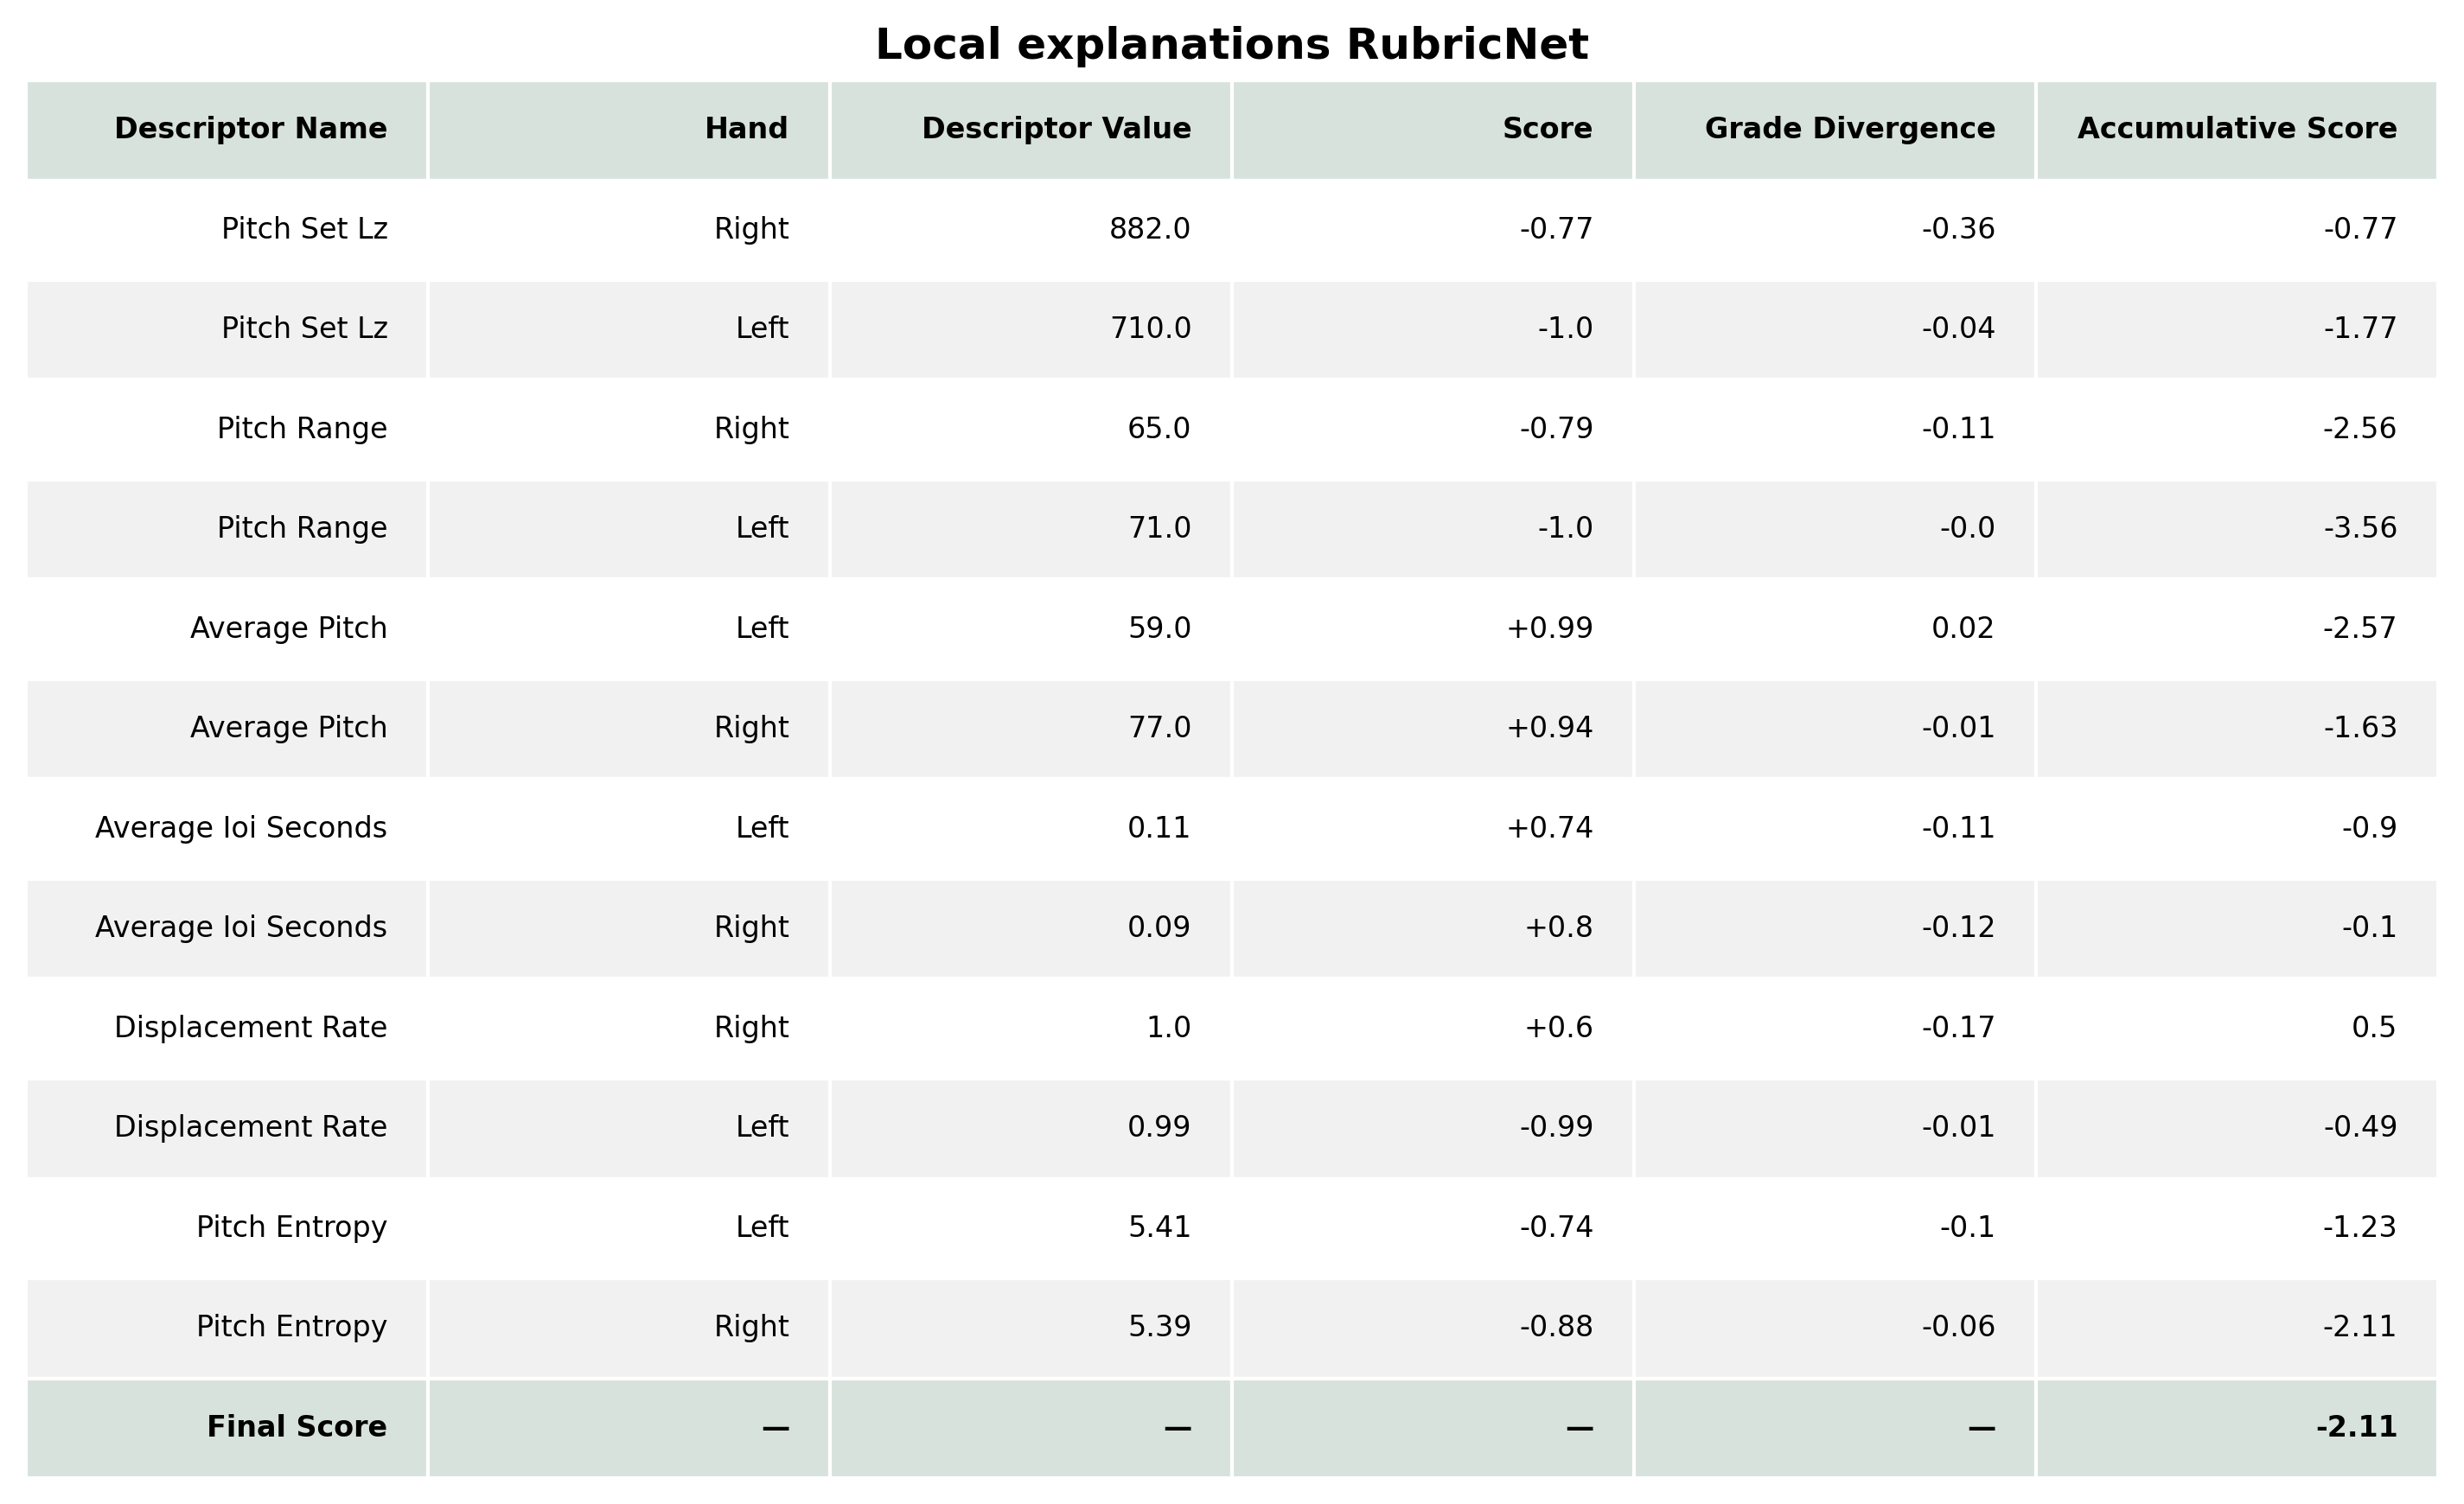 Local explanations RubricNet
Descriptor Name Hand Descriptor Value Score Grade Divergence Accumulative Score
Pitch Set Lz Right 882.0 -0.77 -0.36 -0.77
Pitch Set Lz Left 710.0 -1.0 -0.04 -1.77
Pitch Range Right 65.0 -0.79 -0.11 -2.56
Pitch Range Left 71.0 -1.0 -0.0 -3.56
Average Pitch Left 59.0 +0.99 0.02 -2.57
Average Pitch Right 77.0 +0.94 -0.01 -1.63
Average Ioi Seconds Left 0.11 +0.74 -0.11 -0.9
Average Ioi Seconds Right 0.09 +0.8 -0.12 -0.1
Displacement Rate Right 1.0 +0.6 -0.17 0.5
Displacement Rate Left 0.99 -0.99 -0.01 -0.49
Pitch Entropy Left 5.41 -0.74 -0.1 -1.23
Pitch Entropy Right 5.39 -0.88 -0.06 -2.11
Final Score — — — — -2.11